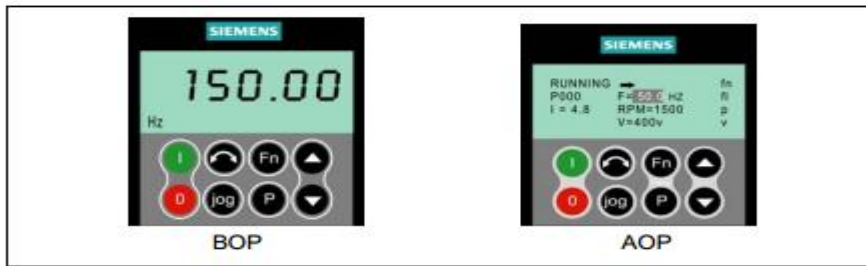 SIEMENS
150.00
Hz
I Fn
0 jog P
BOP
SIEMENS
RUNNING fn
P000 F=50.0 HZ fl
I = 4.8 RPM=1500 p
V=400v v
I Fn
0 jog P
AOP